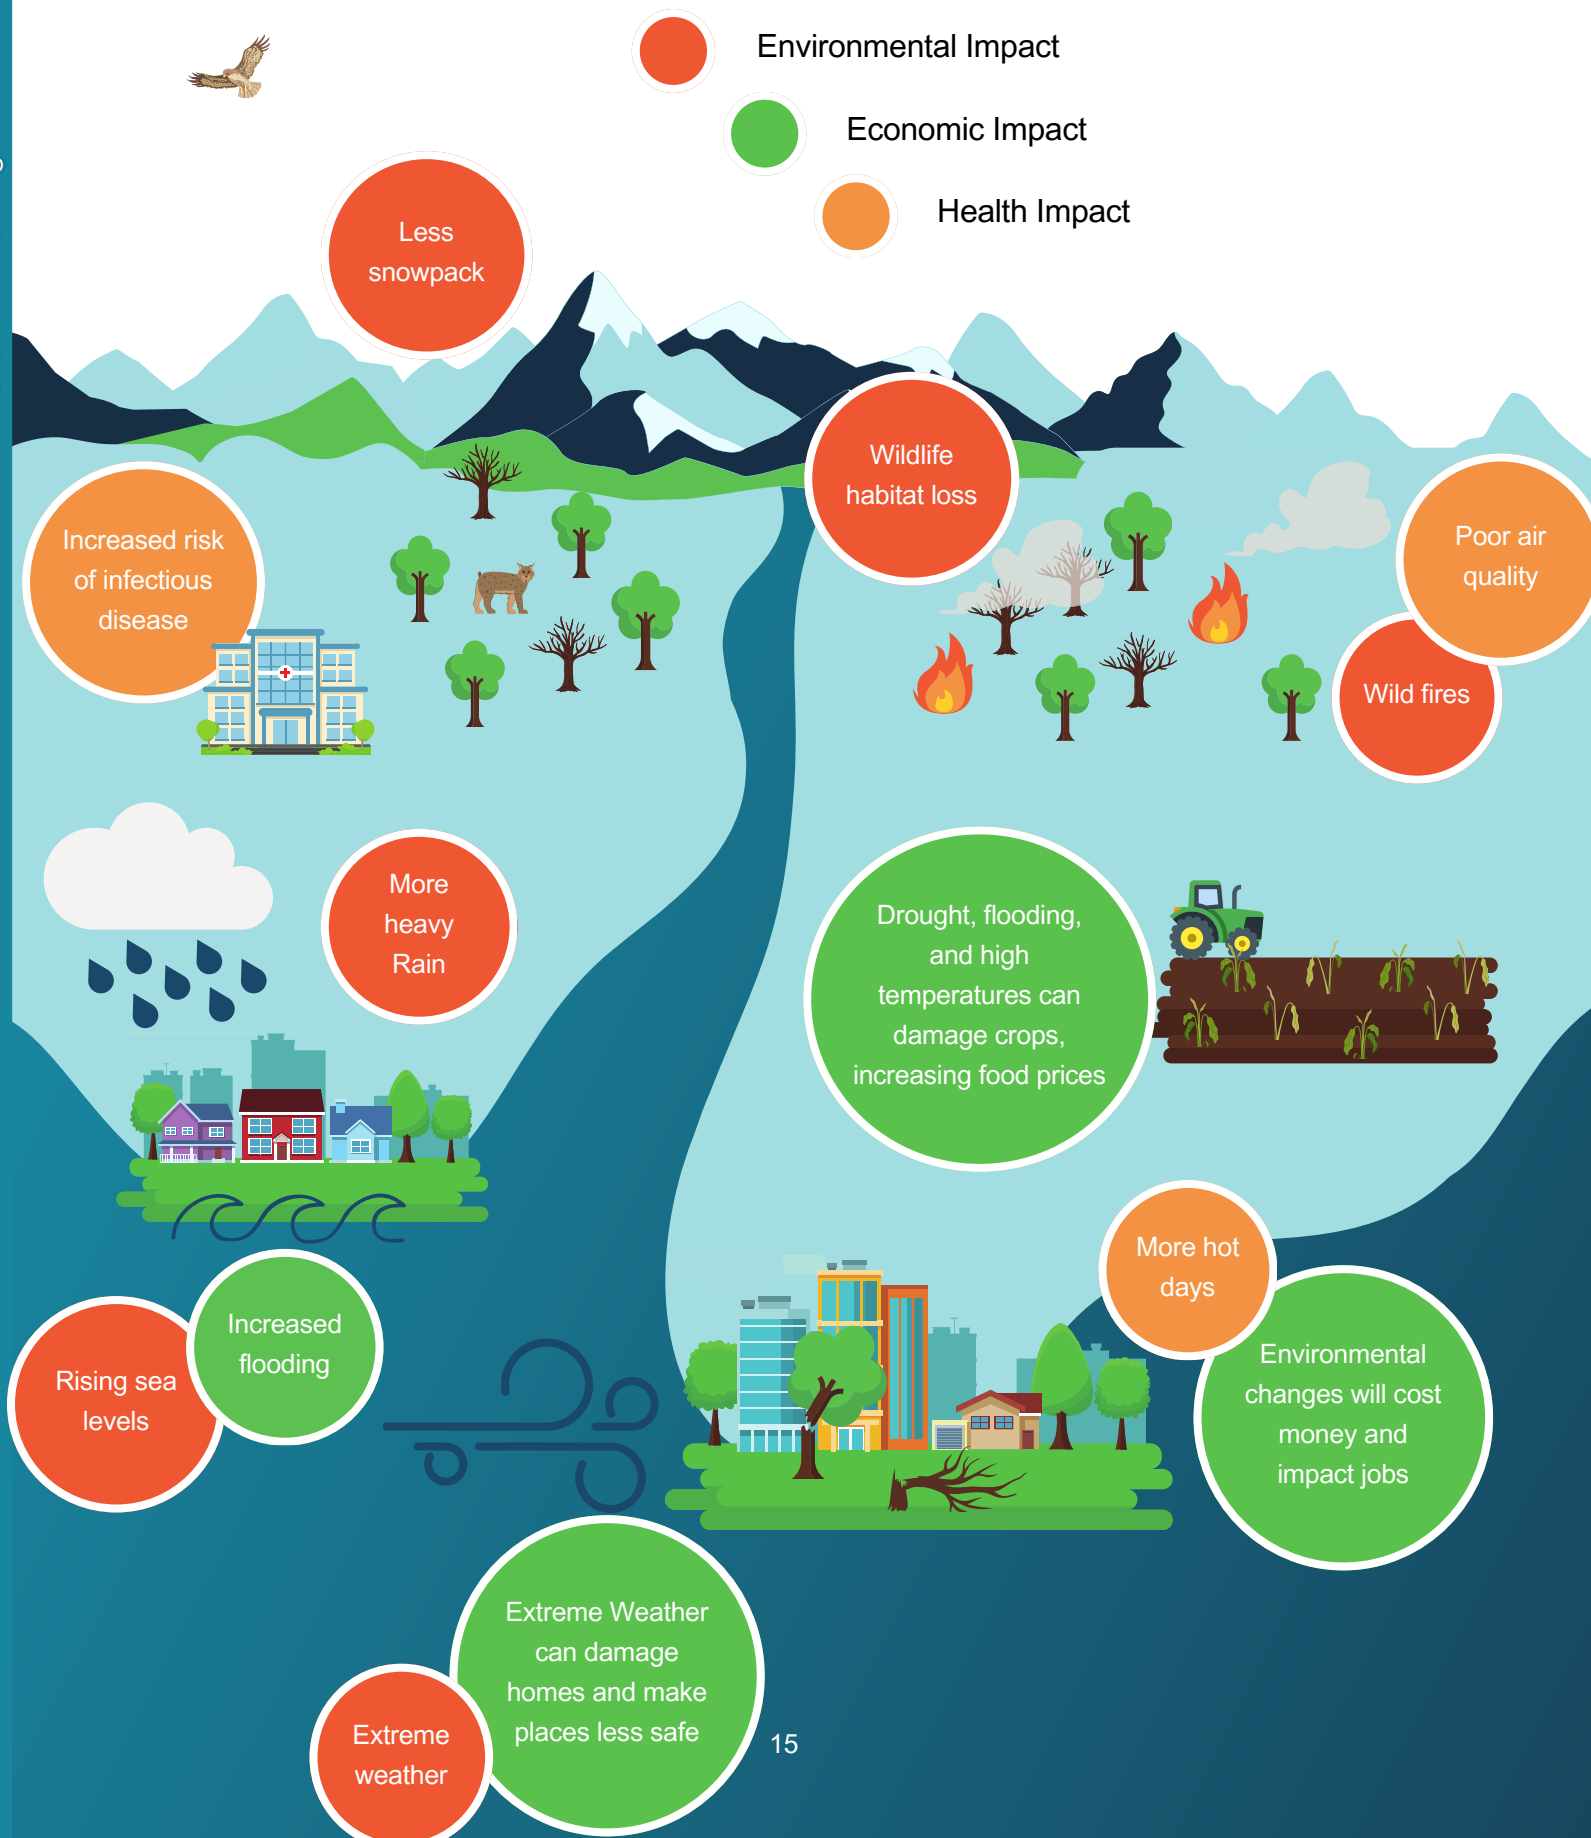 Environmental Impact
Economic Impact
Health Impact
Less
snowpack
Wildlife
habitat loss
Increased risk
of infectious
disease
Poor air
quality
Wild fires
More
heavy
Rain
Drought, flooding,
and high
temperatures can
damage crops,
increasing food prices
More hot
days
Increased
flooding
Rising sea
levels
Environmental
changes will cost
money and
impact jobs
Extreme Weather
can damage
homes and make
places less safe
Extreme
weather
15